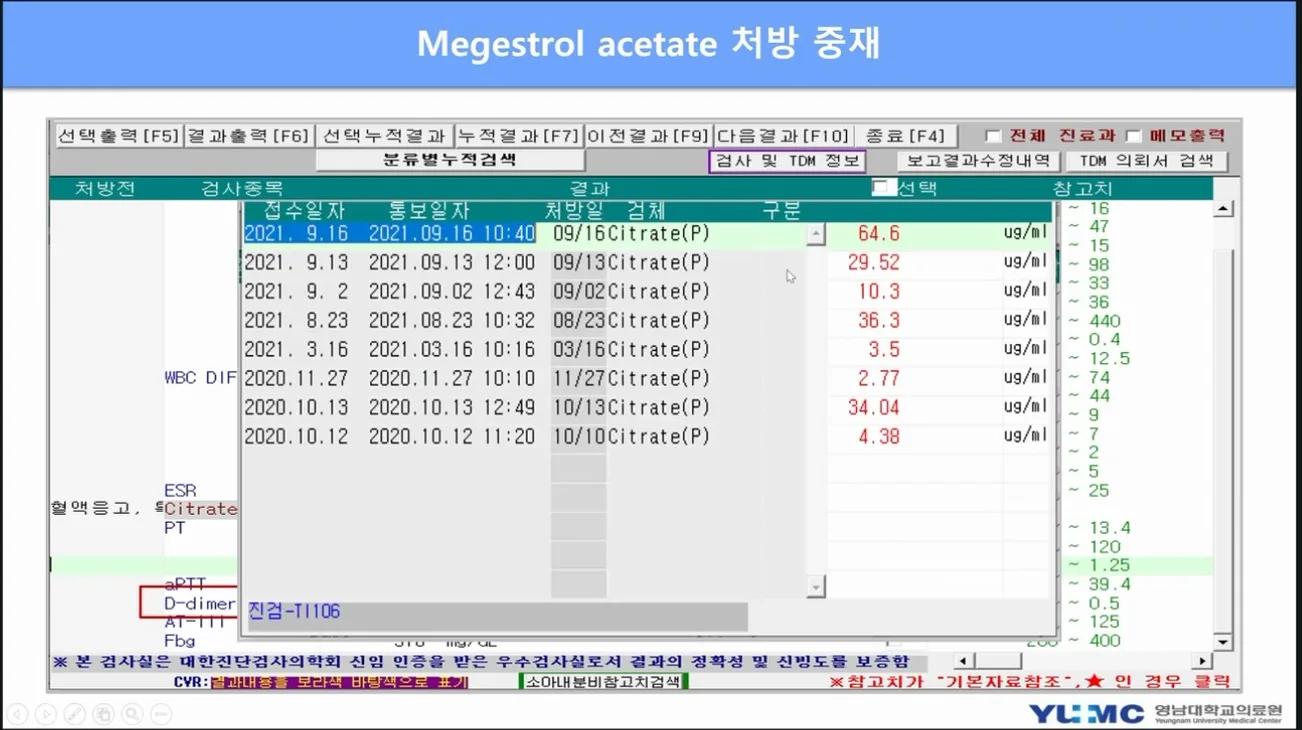 Megestrol acetate 처방 중재
선택출력[F5] 결과출력[F6] 선택누적결과 누적결과[F7] 이전결과[F9] 다음결과[F10] 종료[F4] 전체 진료과 메모출력
분류별누적검색 검사 및 TDM 정보 보고결과수정내역 TDM 의뢰서 검색
처방전 검사종목 결과 선택 참고치
접수일자 통보일자 처방일 검체 구분 ~ 16
2021. 9.16 2021.09.16 10:40 09/16 Citrate(P) 64.6 ug/ml ~ 47
~ 15
2021. 9.13 2021.09.13 12:00 09/13 Citrate(P) 29.52 ug/ml ~ 98
~ 33
2021. 9. 2 2021.09.02 12:43 09/02 Citrate(P) 10.3 ug/ml ~ 36
2021. 8.23 2021.08.23 10:32 08/23 Citrate(P) 36.3 ug/ml ~ 440
~ 0.4
2021. 3.16 2021.03.16 10:16 03/16 Citrate(P) 3.5 ug/ml ~ 12.5
WBC DIF 2020.11.27 2020.11.27 10:10 11/27 Citrate(P) 2.77 ug/ml ~ 74
~ 44
2020.10.13 2020.10.13 12:49 10/13 Citrate(P) 34.04 ug/ml ~ 9
2020.10.12 2020.10.12 11:20 10/10 Citrate(P) 4.38 ug/ml ~ 7
~ 2
~ 5
ESR ~ 25
혈액응고, Citrate
PT ~ 13.4
~ 120
~ 1.25
aPTT ~ 39.4
D-dimer 진검-TI106 ~ 0.5
AT-III ~ 125
Fbg mg/dL ~ 400
※ 본 검사실은 대한진단검사의학회 신임 인증을 받은 우수검사실로서 결과의 정확성 및 신빙도를 보증함
CVR:결과내용을 보라색 바탕색으로 표기 소아내분비참고치검색 ※참고치가 "기본자료참조",★ 인 경우 클릭
YUMC 영남대학교의료원
Yeungnam University Medical Center